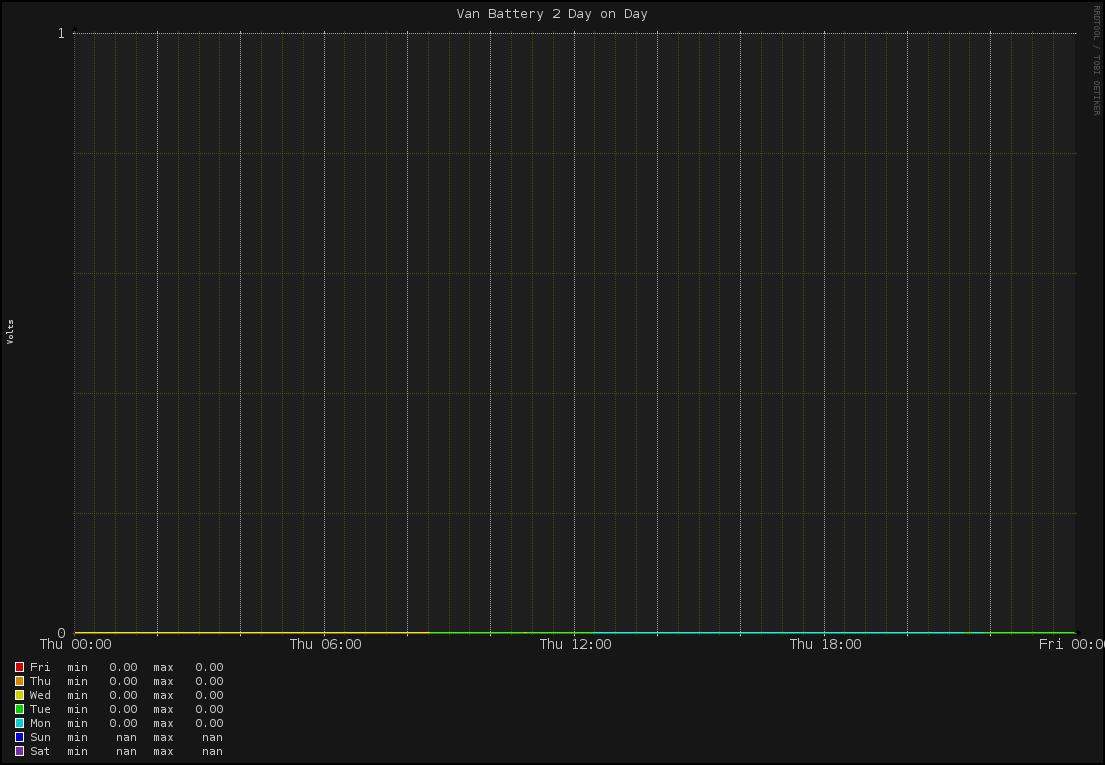 Van Battery 2 Day on Day
RRDTOOL / TOBI OETIKER
1
Volts
0
Thu 00:00 Thu 06:00 Thu 12:00 Thu 18:00 Fri 00:00
Fri min 0.00 max 0.00
Thu min 0.00 max 0.00
Wed min 0.00 max 0.00
Tue min 0.00 max 0.00
Mon min 0.00 max 0.00
Sun min nan max nan
Sat min nan max nan